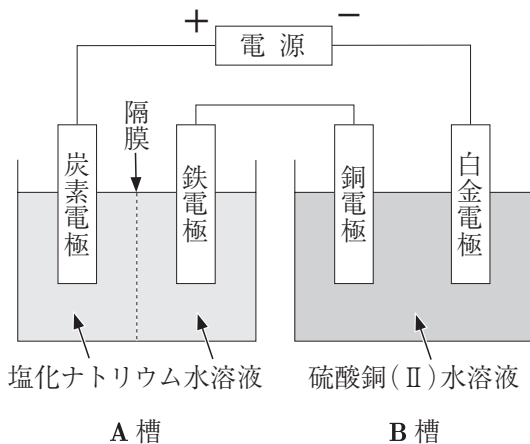 + 電源 −
隔膜
炭素電極
鉄電極
銅電極
白金電極
塩化ナトリウム水溶液
硫酸銅(Ⅱ)水溶液
A 槽
B 槽